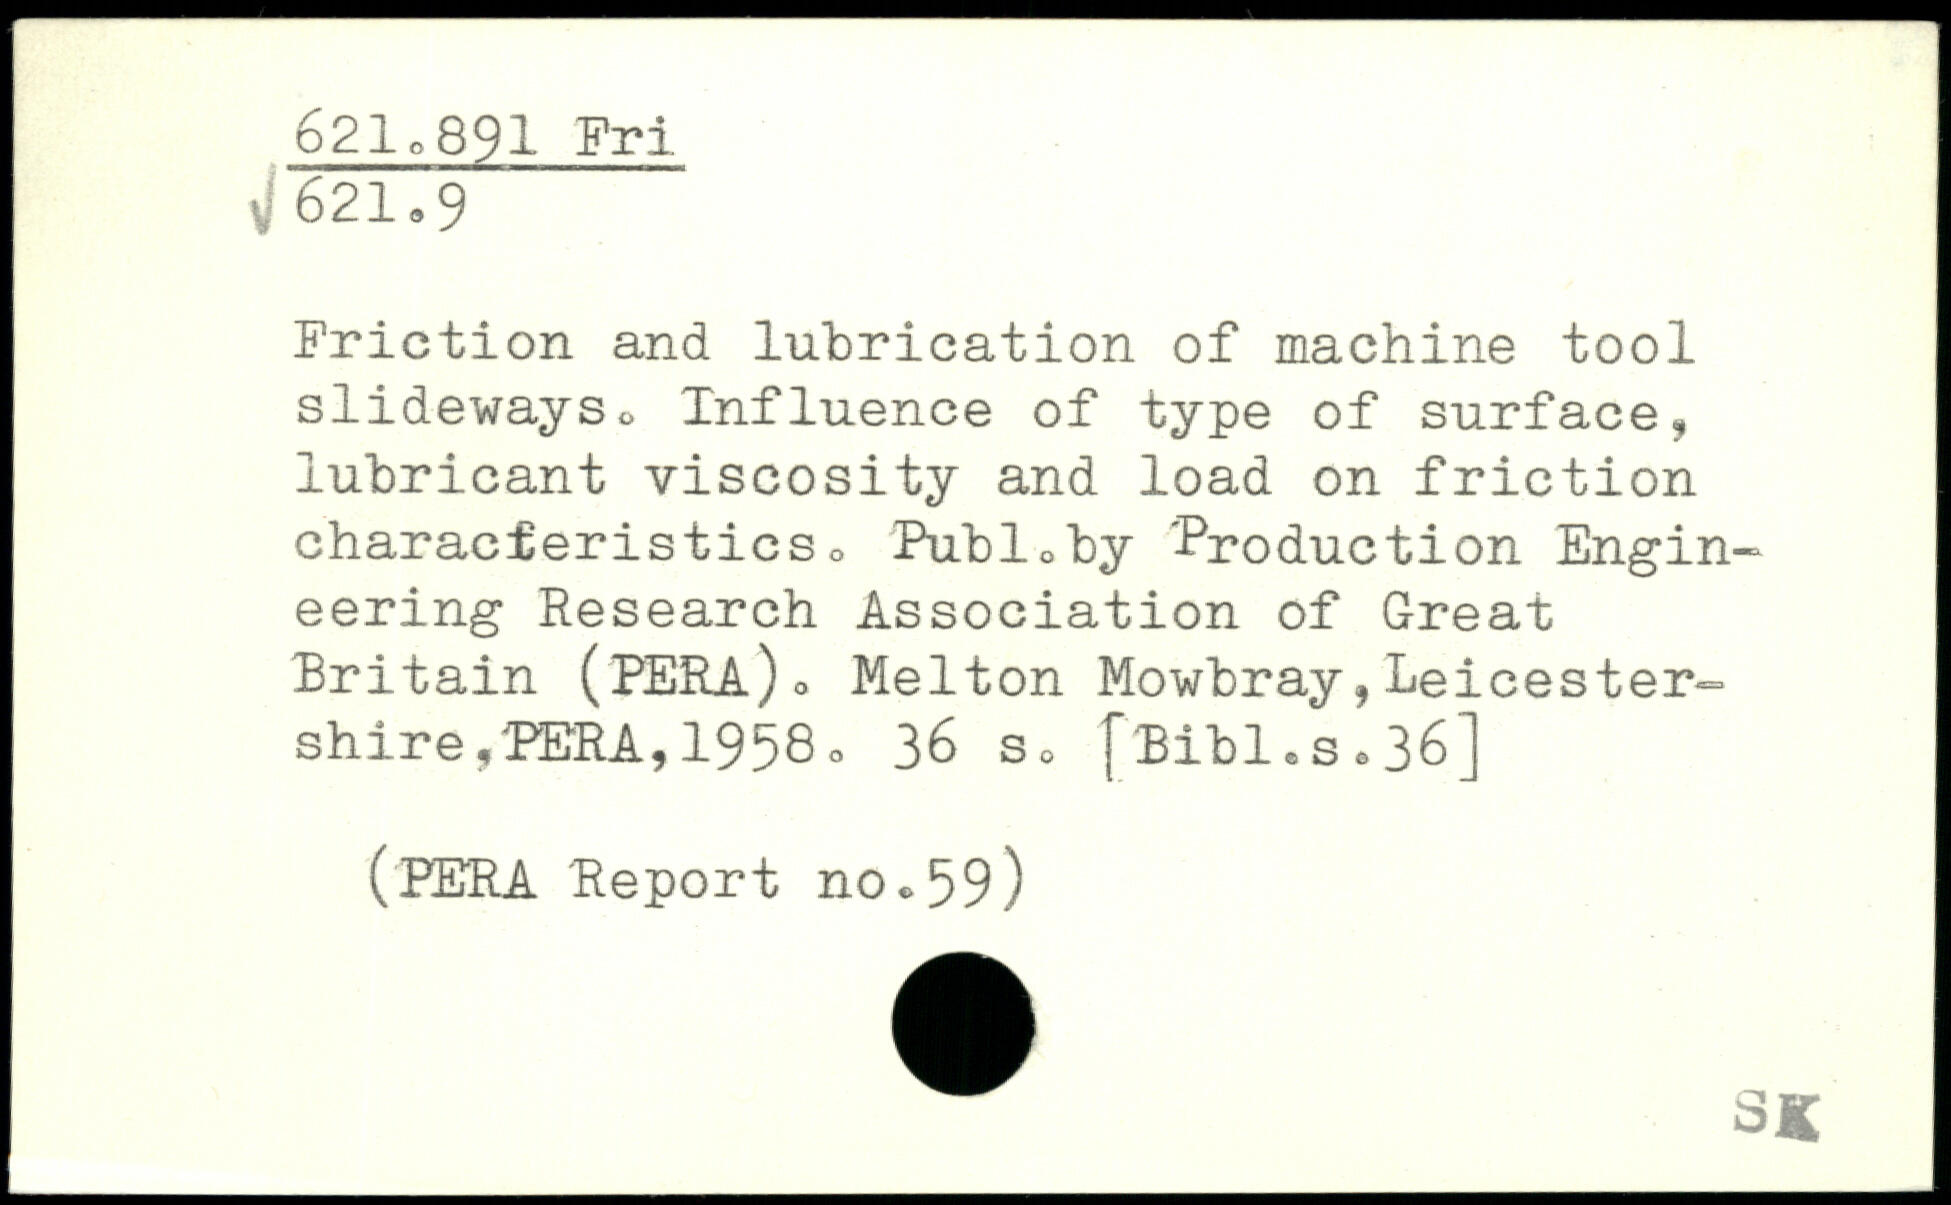 621.891 Fri
√ 621.9
Friction and lubrication of machine tool
slideways. Influence of type of surface,
lubricant viscosity and load on friction
characteristics. Publ.by Production Engin-
eering Research Association of Great
Britain (PERA). Melton Mowbray,Leicester-
shire,PERA,1958. 36 s. [Bibl.s.36]
(PERA Report no.59)
SK